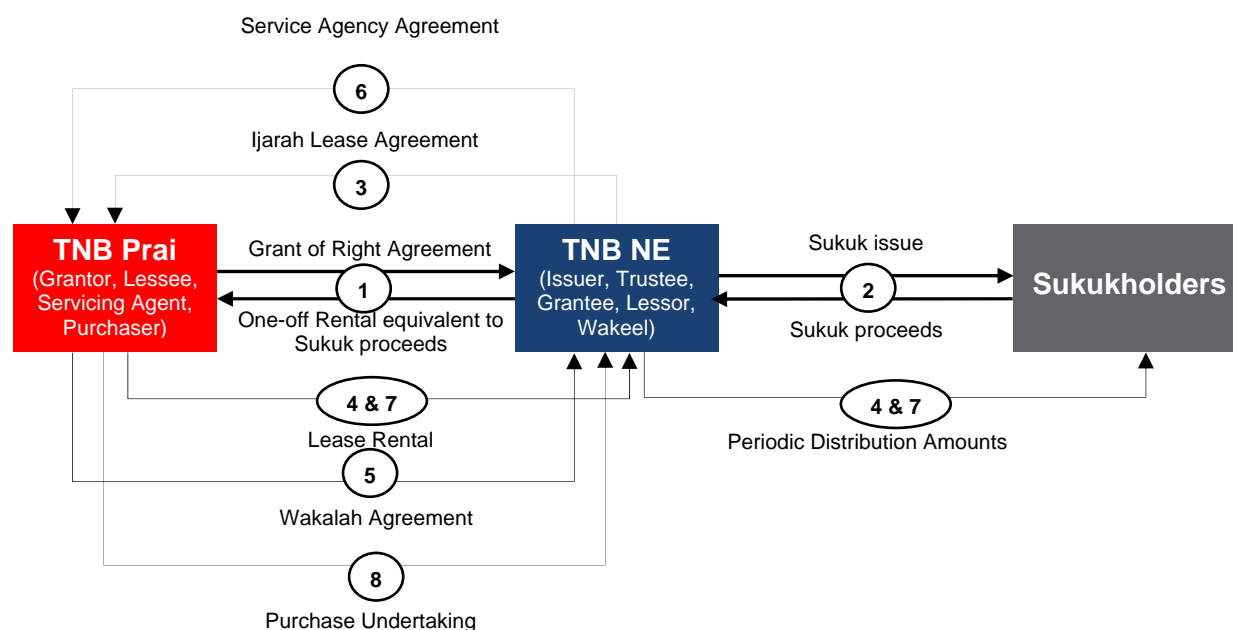 Service Agency Agreement
6
Ijarah Lease Agreement
3
TNB Prai
(Grantor, Lessee,
Servicing Agent,
Purchaser)
Grant of Right Agreement
1
One-off Rental equivalent to
Sukuk proceeds
TNB NE
(Issuer, Trustee,
Grantee, Lessor,
Wakeel)
Sukuk issue
2
Sukuk proceeds
Sukukholders
4 & 7
Lease Rental
4 & 7
Periodic Distribution Amounts
5
Wakalah Agreement
8
Purchase Undertaking